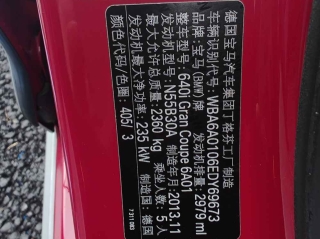 德国宝马汽车集团丁格芬工厂制造
车辆识别代号: WBA6A0106EDY69673
品牌: 宝马(BMW)牌 发动机排量: 2979 ml
整车型号: 640i Gran Coupe 6A01
发动机型号: N55B30A 制造年月: 2013.11
最大允许总质量: 2360 kg 乘坐人数: 5人
发动机最大净功率: 235 kW 制造国: 德国
颜色代码/色圈: 405/ 3